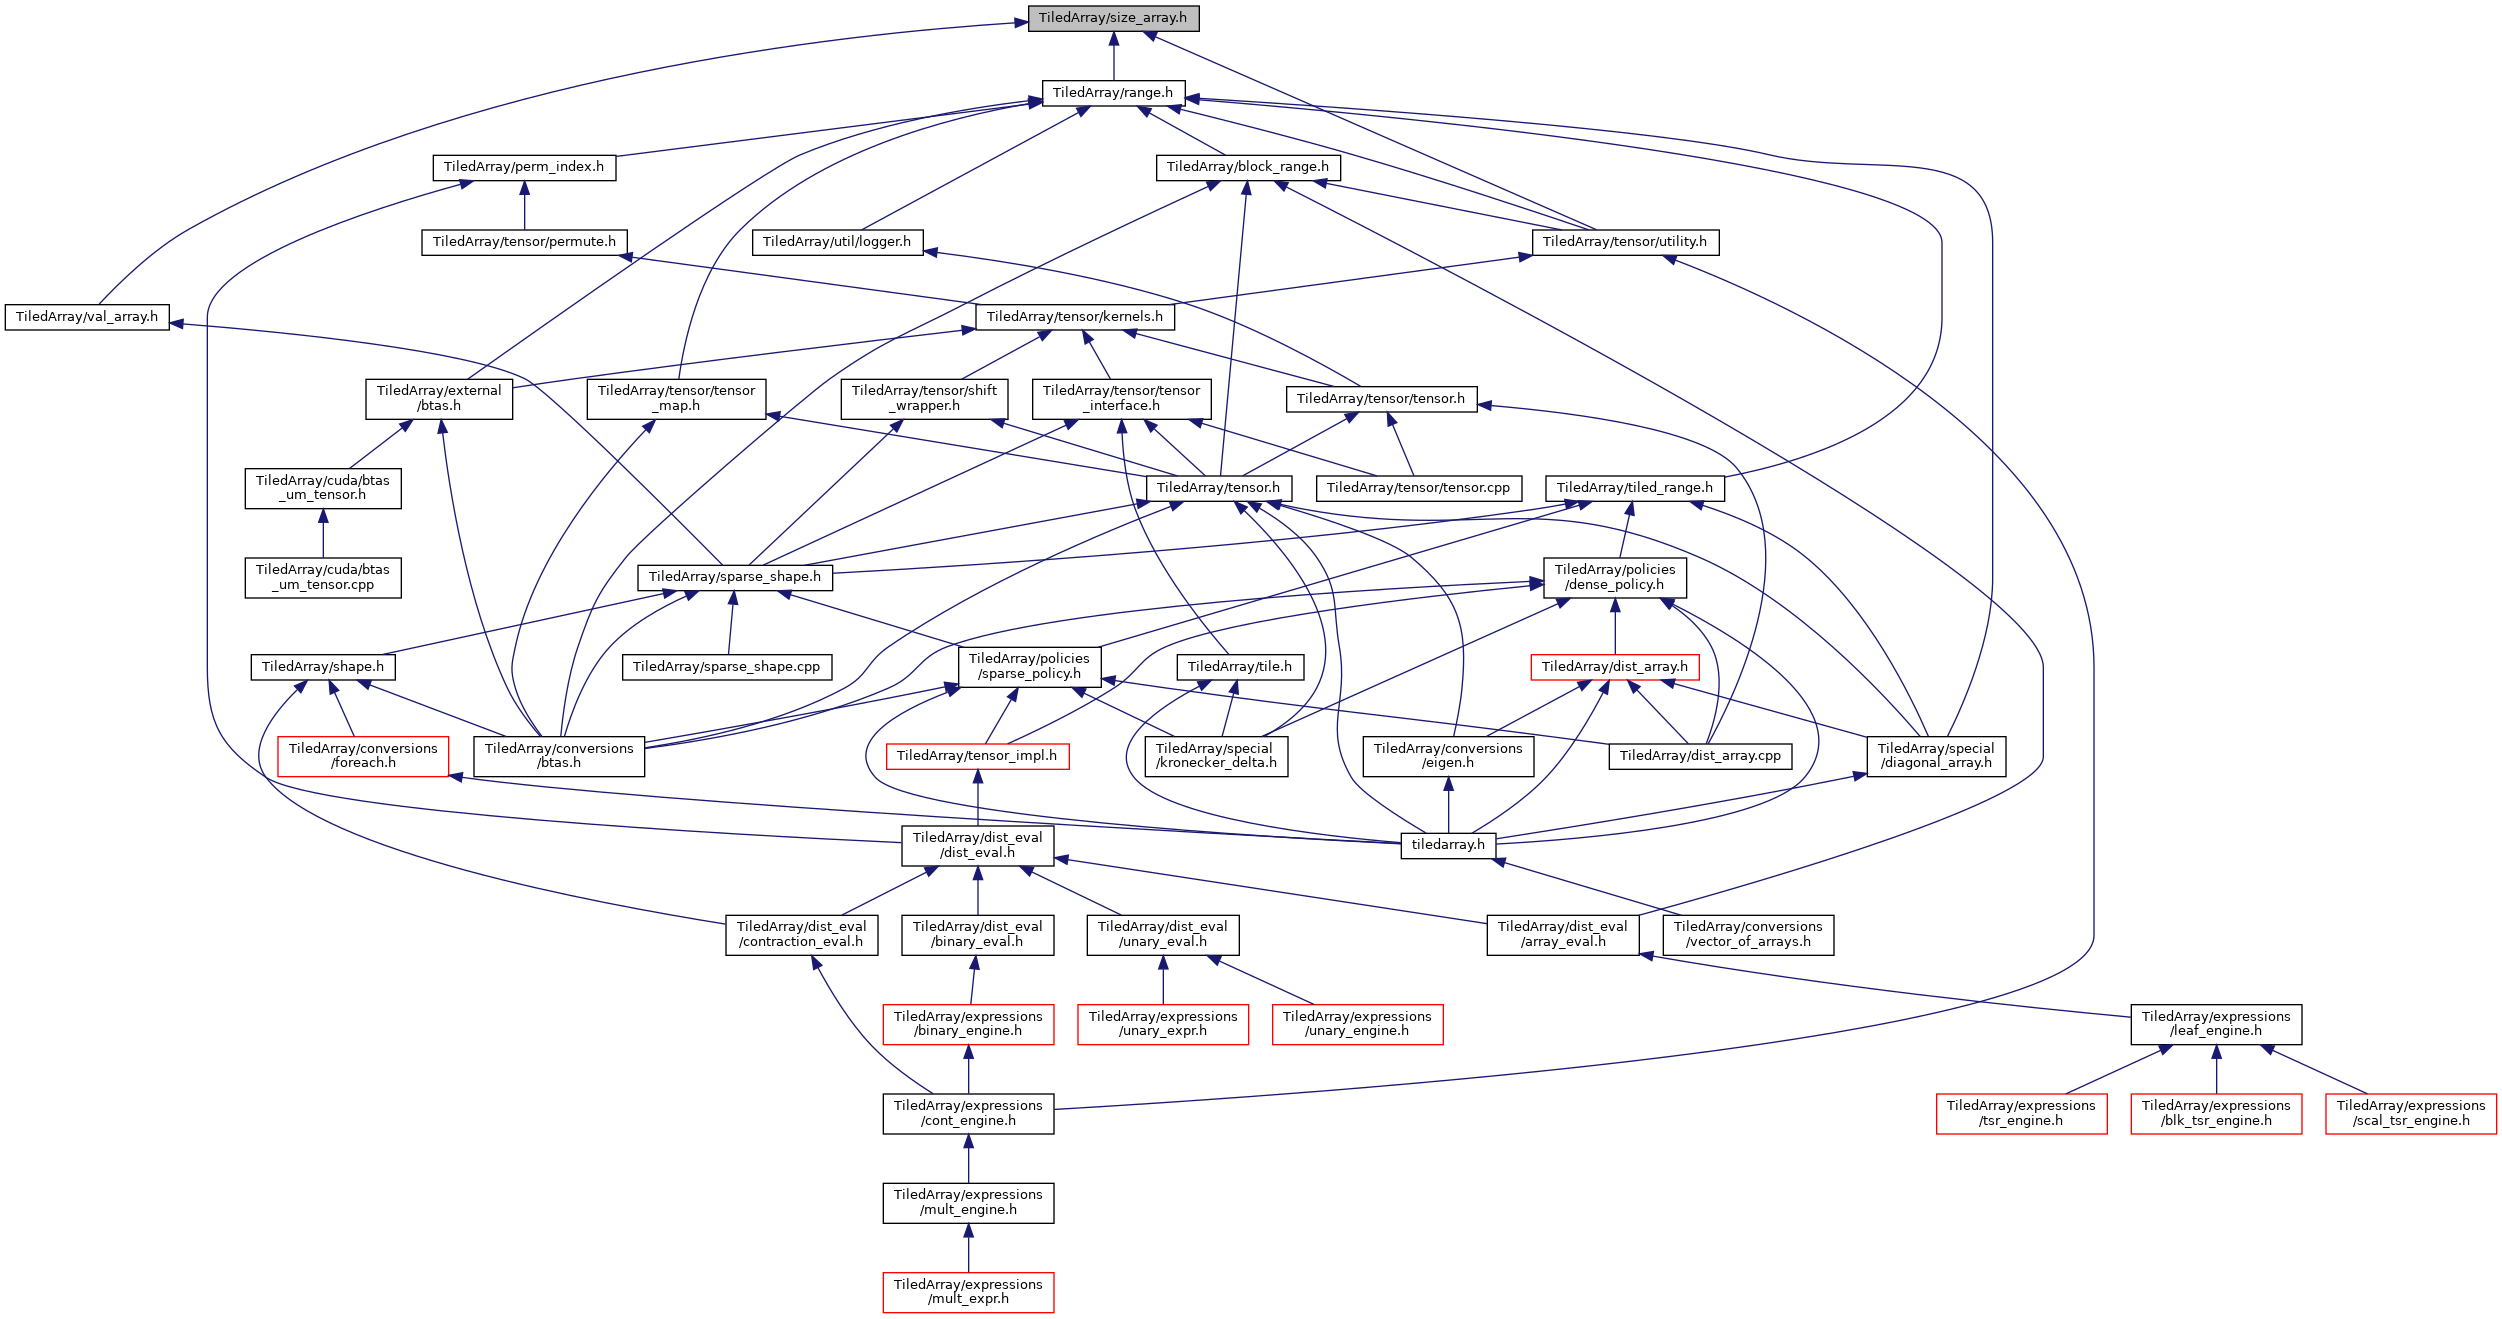 TiledArray/size_array.h
TiledArray/range.h
TiledArray/perm_index.h
TiledArray/block_range.h
TiledArray/tensor/permute.h
TiledArray/util/logger.h
TiledArray/tensor/utility.h
TiledArray/val_array.h
TiledArray/tensor/kernels.h
TiledArray/external
/btas.h
TiledArray/tensor/tensor
_map.h
TiledArray/tensor/shift
_wrapper.h
TiledArray/tensor/tensor
_interface.h
TiledArray/tensor/tensor.h
TiledArray/cuda/btas
_um_tensor.h
TiledArray/tensor.h
TiledArray/tensor/tensor.cpp
TiledArray/tiled_range.h
TiledArray/cuda/btas
_um_tensor.cpp
TiledArray/sparse_shape.h
TiledArray/policies
/dense_policy.h
TiledArray/shape.h
TiledArray/sparse_shape.cpp
TiledArray/policies
/sparse_policy.h
TiledArray/tile.h
TiledArray/dist_array.h
TiledArray/conversions
/foreach.h
TiledArray/conversions
/btas.h
TiledArray/tensor_impl.h
TiledArray/special
/kronecker_delta.h
TiledArray/conversions
/eigen.h
TiledArray/dist_array.cpp
TiledArray/special
/diagonal_array.h
TiledArray/dist_eval
/dist_eval.h
tiledarray.h
TiledArray/dist_eval
/contraction_eval.h
TiledArray/dist_eval
/binary_eval.h
TiledArray/dist_eval
/unary_eval.h
TiledArray/dist_eval
/array_eval.h
TiledArray/conversions
/vector_of_arrays.h
TiledArray/expressions
/binary_engine.h
TiledArray/expressions
/unary_expr.h
TiledArray/expressions
/unary_engine.h
TiledArray/expressions
/leaf_engine.h
TiledArray/expressions
/cont_engine.h
TiledArray/expressions
/tsr_engine.h
TiledArray/expressions
/blk_tsr_engine.h
TiledArray/expressions
/scal_tsr_engine.h
TiledArray/expressions
/mult_engine.h
TiledArray/expressions
/mult_expr.h